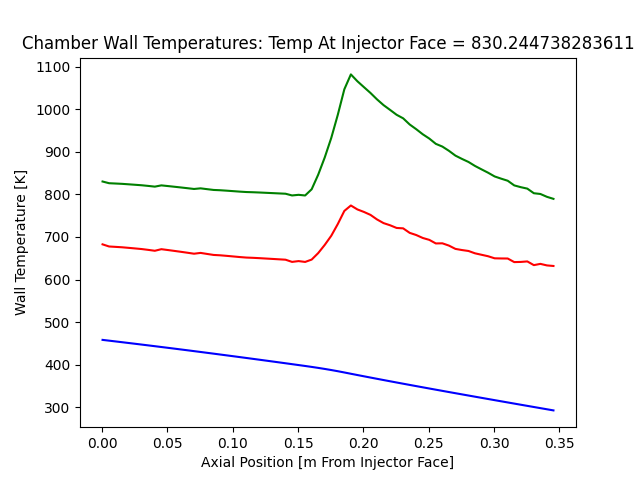 Chamber Wall Temperatures: Temp At Injector Face = 830.244738283611
1100
1000
900
800
700
600
500
400
300
Wall Temperature [K]
0.00 0.05 0.10 0.15 0.20 0.25 0.30 0.35
Axial Position [m From Injector Face]